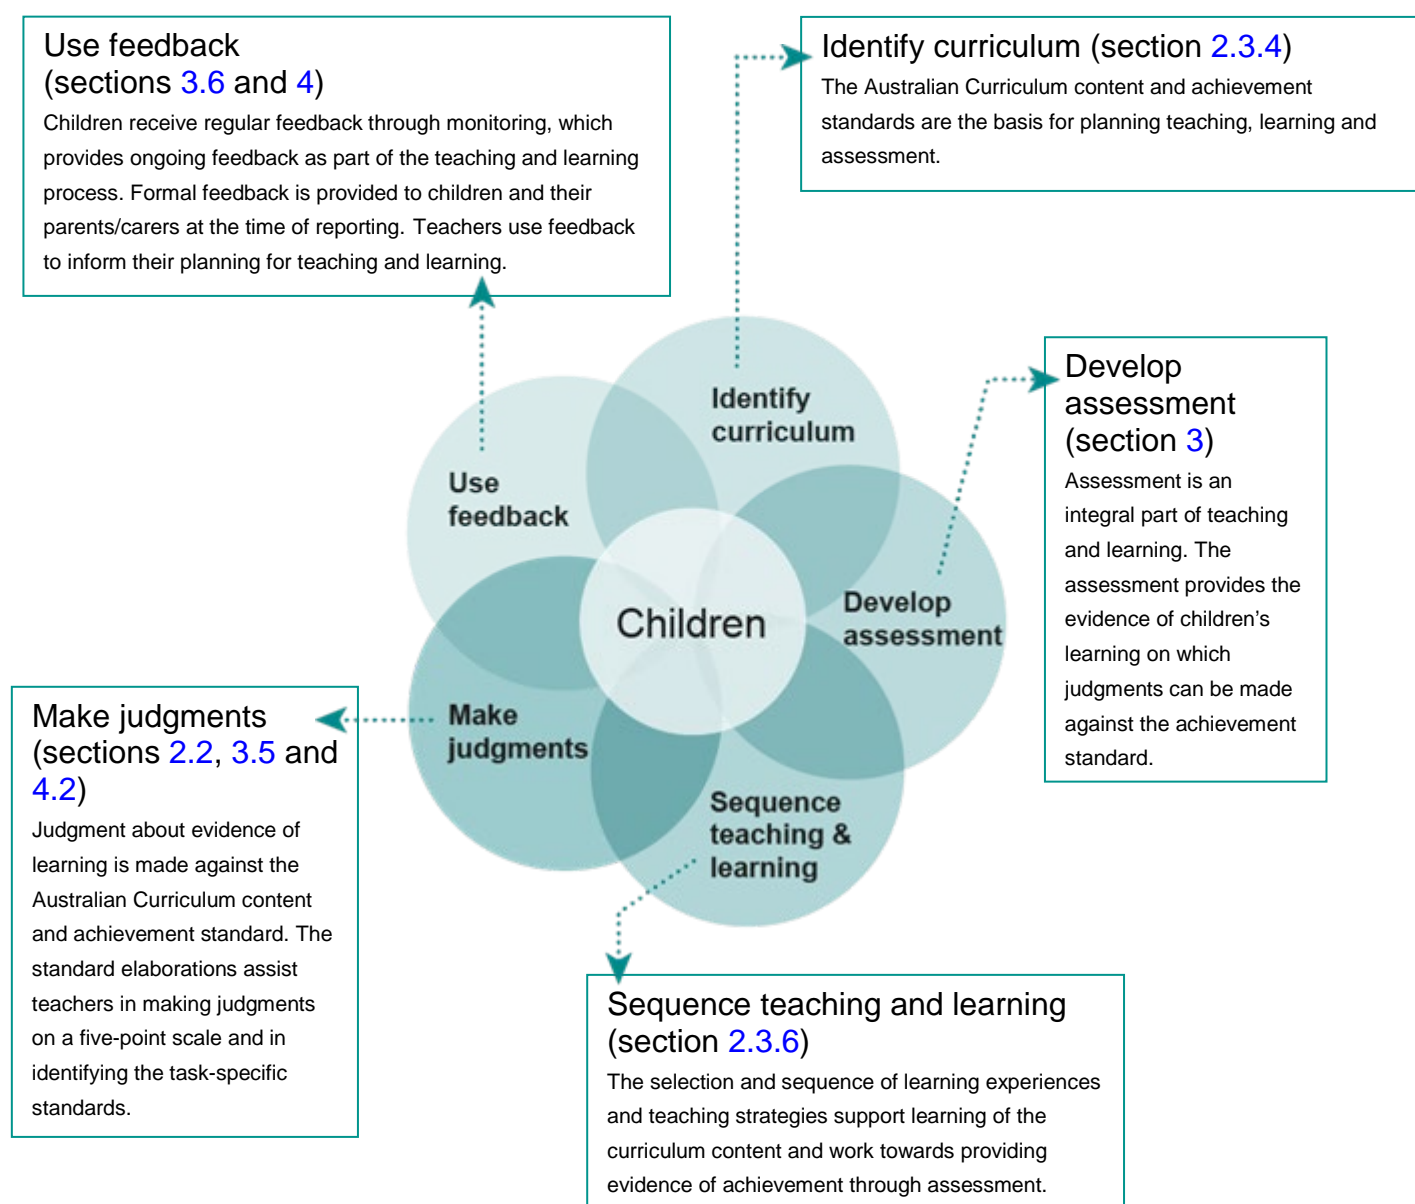 Use feedback
(sections 3.6 and 4)
Children receive regular feedback through monitoring, which
provides ongoing feedback as part of the teaching and learning
process. Formal feedback is provided to children and their
parents/carers at the time of reporting. Teachers use feedback
to inform their planning for teaching and learning.
Identify curriculum (section 2.3.4)
The Australian Curriculum content and achievement
standards are the basis for planning teaching, learning and
assessment.
Develop
assessment
(section 3)
Assessment is an
integral part of teaching
and learning. The
assessment provides the
evidence of children's
learning on which
judgments can be made
against the achievement
standard.
Identify
curriculum
Use
feedback
Develop
assessment
Children
Make
judgments
Sequence
teaching &
learning
Make judgments
(sections 2.2, 3.5 and
4.2)
Judgment about evidence of
learning is made against the
Australian Curriculum content
and achievement standard. The
standard elaborations assist
teachers in making judgments
on a five-point scale and in
identifying the task-specific
standards.
Sequence teaching and learning
(section 2.3.6)
The selection and sequence of learning experiences
and teaching strategies support learning of the
curriculum content and work towards providing
evidence of achievement through assessment.